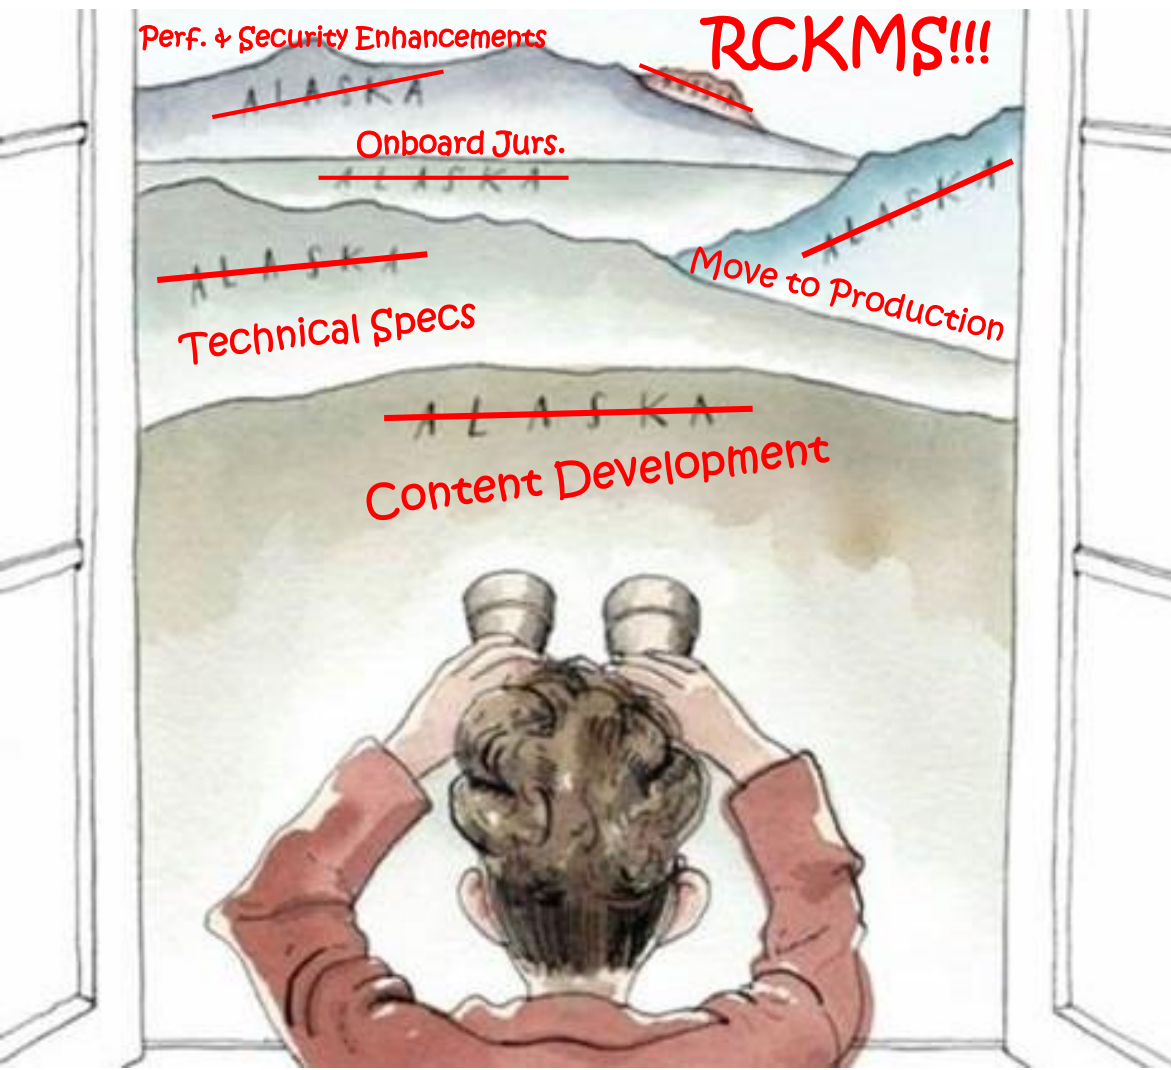 Perf. & Security Enhancements
RCKMS!!!
ALASKA
Onboard Jurs.
ALASKA
ALASKA
ALASKA
Move to Production
Technical Specs
ALASKA
Content Development